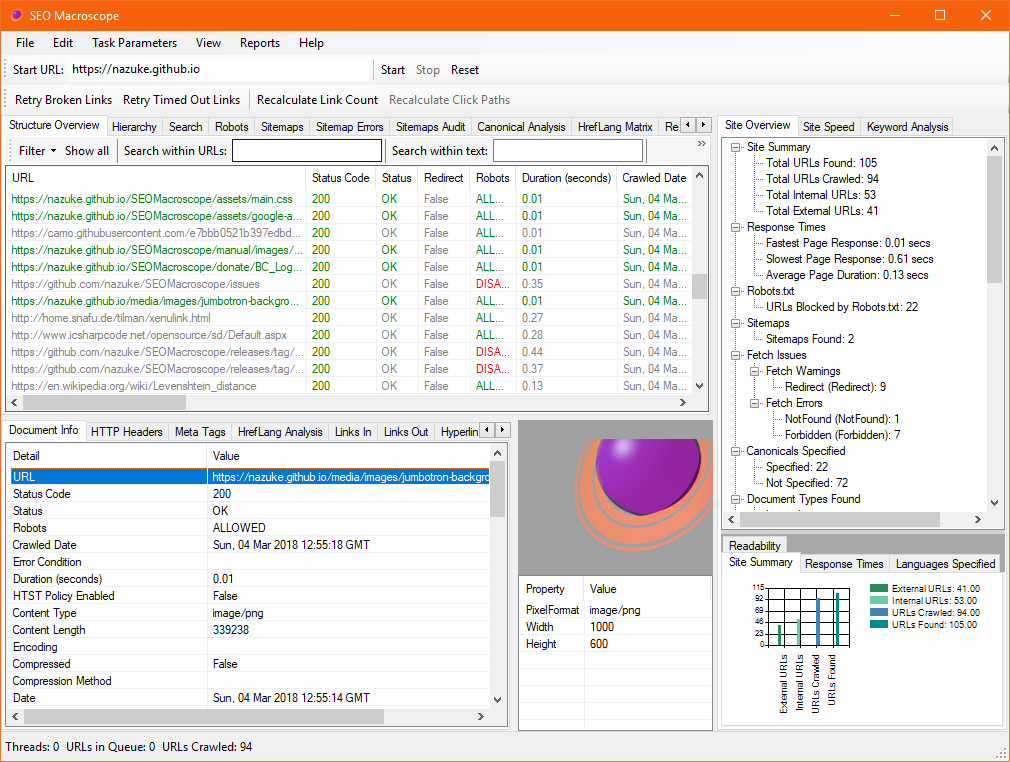 SEO Macroscope
File Edit Task Parameters View Reports Help
Start URL: https://nazuke.github.io Start Stop Reset
Retry Broken Links Retry Timed Out Links Recalculate Link Count Recalculate Click Paths
Structure Overview Hierarchy Search Robots Sitemaps Sitemap Errors Sitemaps Audit Canonical Analysis HrefLang Matrix Re
Filter Show all Search within URLs: Search within text: »
URL Status Code Status Redirect Robots Duration (seconds) Crawled Date
https://nazuke.github.io/SEOMacroscope/assets/main.css 200 OK False ALL... 0.01 Sun, 04 Ma...
https://nazuke.github.io/SEOMacroscope/assets/google-a... 200 OK False ALL... 0.01 Sun, 04 Ma...
https://camo.githubusercontent.com/e7bbb0521b397edbd... 200 OK False ALL... 0.01 Sun, 04 Ma...
https://nazuke.github.io/SEOMacroscope/manual/images/... 200 OK False ALL... 0.01 Sun, 04 Ma...
https://nazuke.github.io/SEOMacroscope/donate/BC_Log... 200 OK False ALL... 0.01 Sun, 04 Ma...
https://github.com/nazuke/SEOMacroscope/issues 200 OK False DISA... 0.35 Sun, 04 Ma...
https://nazuke.github.io/media/images/jumbotron-backgro... 200 OK False ALL... 0.01 Sun, 04 Ma...
http://home.snafu.de/tilman/xenulink.html 200 OK False ALL... 0.27 Sun, 04 Ma...
http://www.icsharpcode.net/opensource/sd/Default.aspx 200 OK False ALL... 0.28 Sun, 04 Ma...
https://github.com/nazuke/SEOMacroscope/releases/tag/... 200 OK False DISA... 0.44 Sun, 04 Ma...
https://github.com/nazuke/SEOMacroscope/releases/tag/... 200 OK False DISA... 0.37 Sun, 04 Ma...
https://en.wikipedia.org/wiki/Levenshtein_distance 200 OK False ALL... 0.13 Sun, 04 Ma...
Document Info HTTP Headers Meta Tags HrefLang Analysis Links In Links Out Hyperlin
Detail Value
URL https://nazuke.github.io/media/images/jumbotron-backgro
Status Code 200
Status OK
Robots ALLOWED
Crawled Date Sun, 04 Mar 2018 12:55:18 GMT
Error Condition
Duration (seconds) 0.01
HTST Policy Enabled False
Content Type image/png
Content Length 339238
Encoding
Compressed False
Compression Method
Date Sun, 04 Mar 2018 12:55:14 GMT
Property Value
PixelFormat image/png
Width 1000
Height 600
Site Overview Site Speed Keyword Analysis
Site Summary
Total URLs Found: 105
Total URLs Crawled: 94
Total Internal URLs: 53
Total External URLs: 41
Response Times
Fastest Page Response: 0.01 secs
Slowest Page Response: 0.61 secs
Average Page Duration: 0.13 secs
Robots.txt
URLs Blocked by Robots.txt: 22
Sitemaps
Sitemaps Found: 2
Fetch Issues
Fetch Warnings
Redirect (Redirect): 9
Fetch Errors
NotFound (NotFound): 1
Forbidden (Forbidden): 7
Canonicals Specified
Specified: 22
Not Specified: 72
Document Types Found
Readability
Site Summary Response Times Languages Specified
115
92
69
46
23
0
External URLs
Internal URLs
URLs Crawled
URLs Found
External URLs: 41.00
Internal URLs: 53.00
URLs Crawled: 94.00
URLs Found: 105.00
Threads: 0 URLs in Queue: 0 URLs Crawled: 94